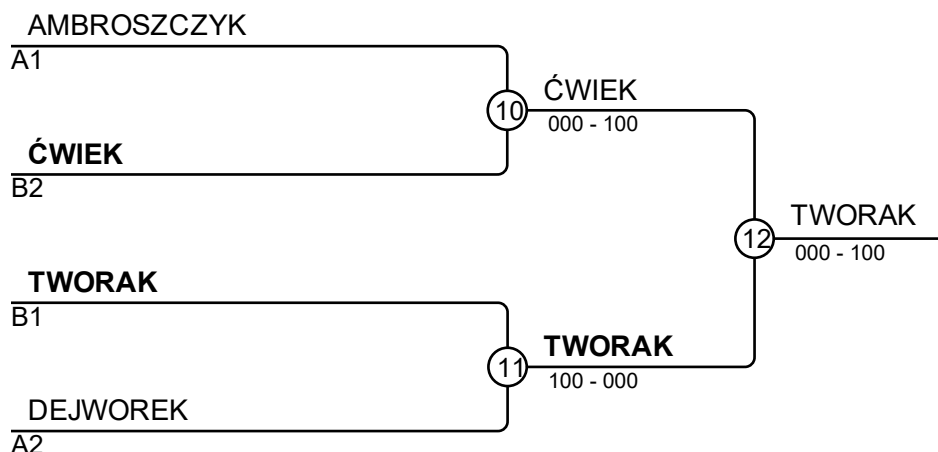 AMBROSZCZYK
A1
10
ĆWIEK
000 - 100
ĆWIEK
B2
12
TWORAK
000 - 100
TWORAK
B1
11
TWORAK
100 - 000
DEJWOREK
A2